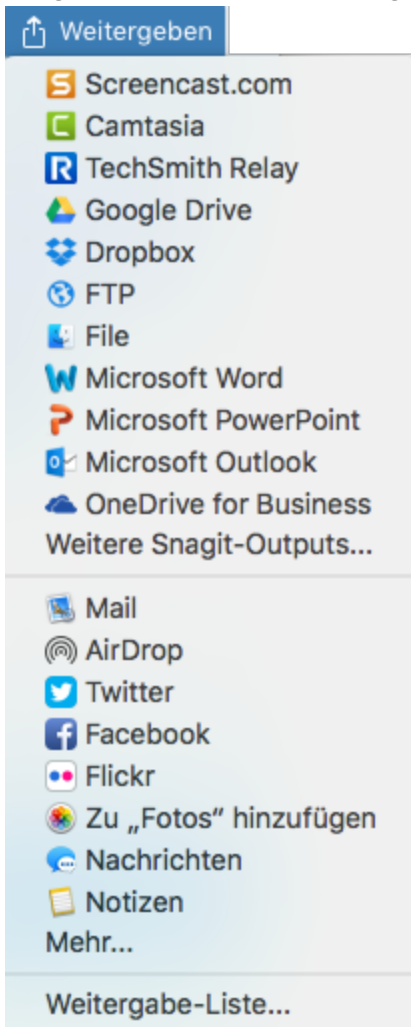 Weitergeben
Screencast.com
Camtasia
TechSmith Relay
Google Drive
Dropbox
FTP
File
Microsoft Word
Microsoft PowerPoint
Microsoft Outlook
OneDrive for Business
Weitere Snagit-Outputs...
Mail
AirDrop
Twitter
Facebook
Flickr
Zu „Fotos“ hinzufügen
Nachrichten
Notizen
Mehr...
Weitergabe-Liste...